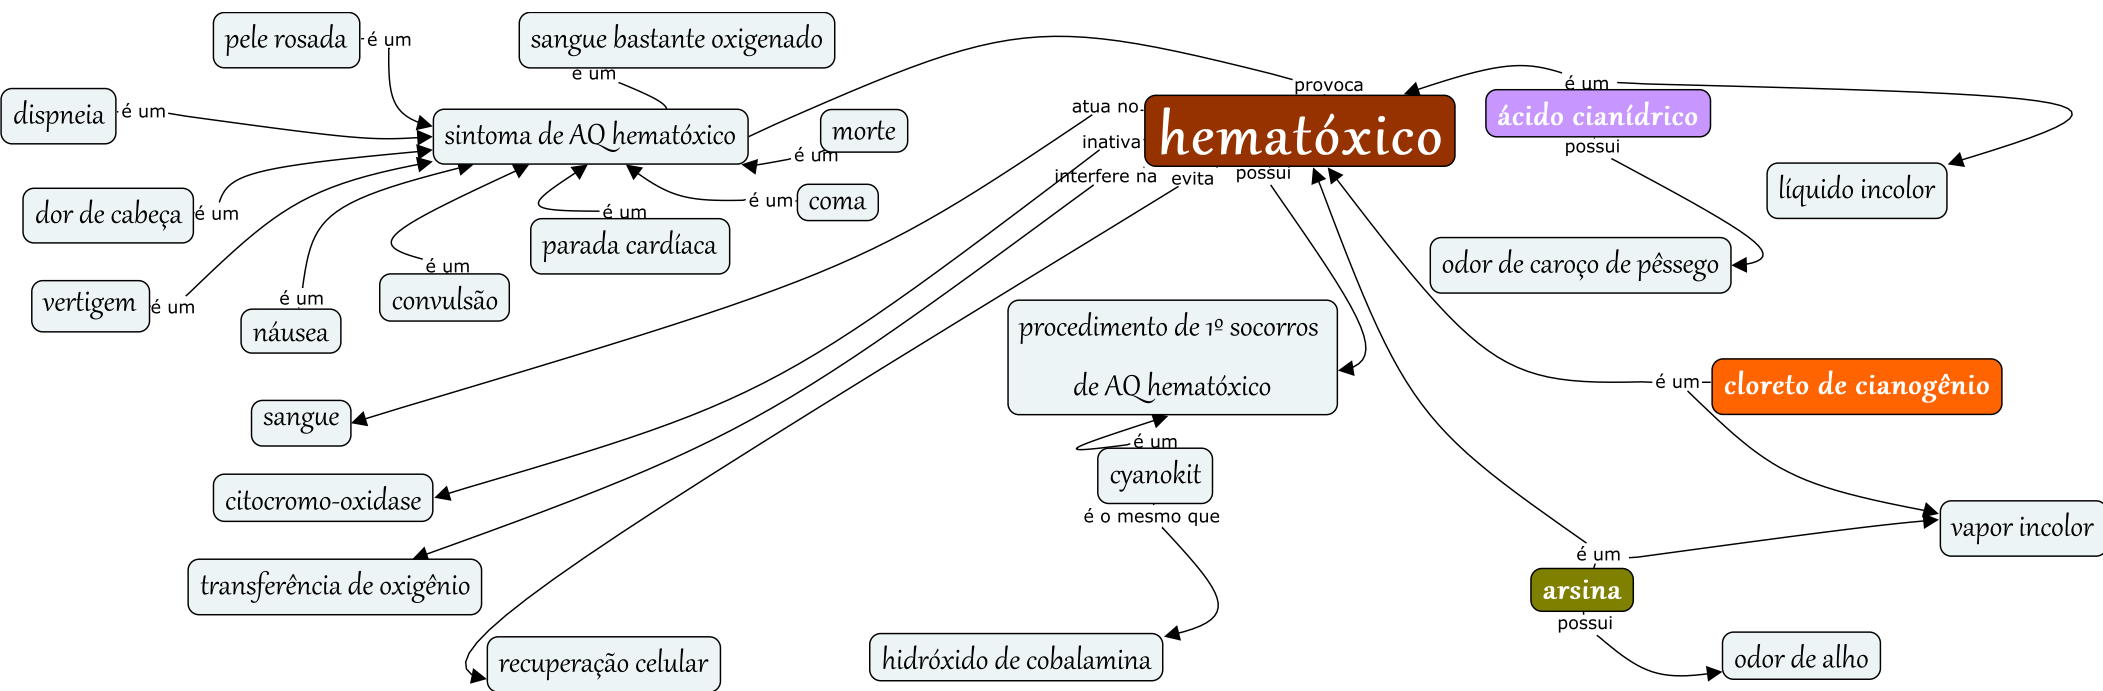 pele rosada
é um
sangue bastante oxigenado
é um
provoca
é um
dispneia
é um
atua no
hematóxico
ácido cianídrico
sintoma de AQ hematóxico
morte
inativa
possui
é um
interfere na
evita
possui
líquido incolor
dor de cabeça
é um
é um
coma
é um
parada cardíaca
odor de caroço de pêssego
é um
convulsão
vertigem
é um
é um
náusea
procedimento de 1º socorros
de AQ hematóxico
é um
cloreto de cianogênio
sangue
é um
cyanokit
citocromo-oxidase
é o mesmo que
vapor incolor
é um
transferência de oxigênio
arsina
possui
recuperação celular
hidróxido de cobalamina
odor de alho